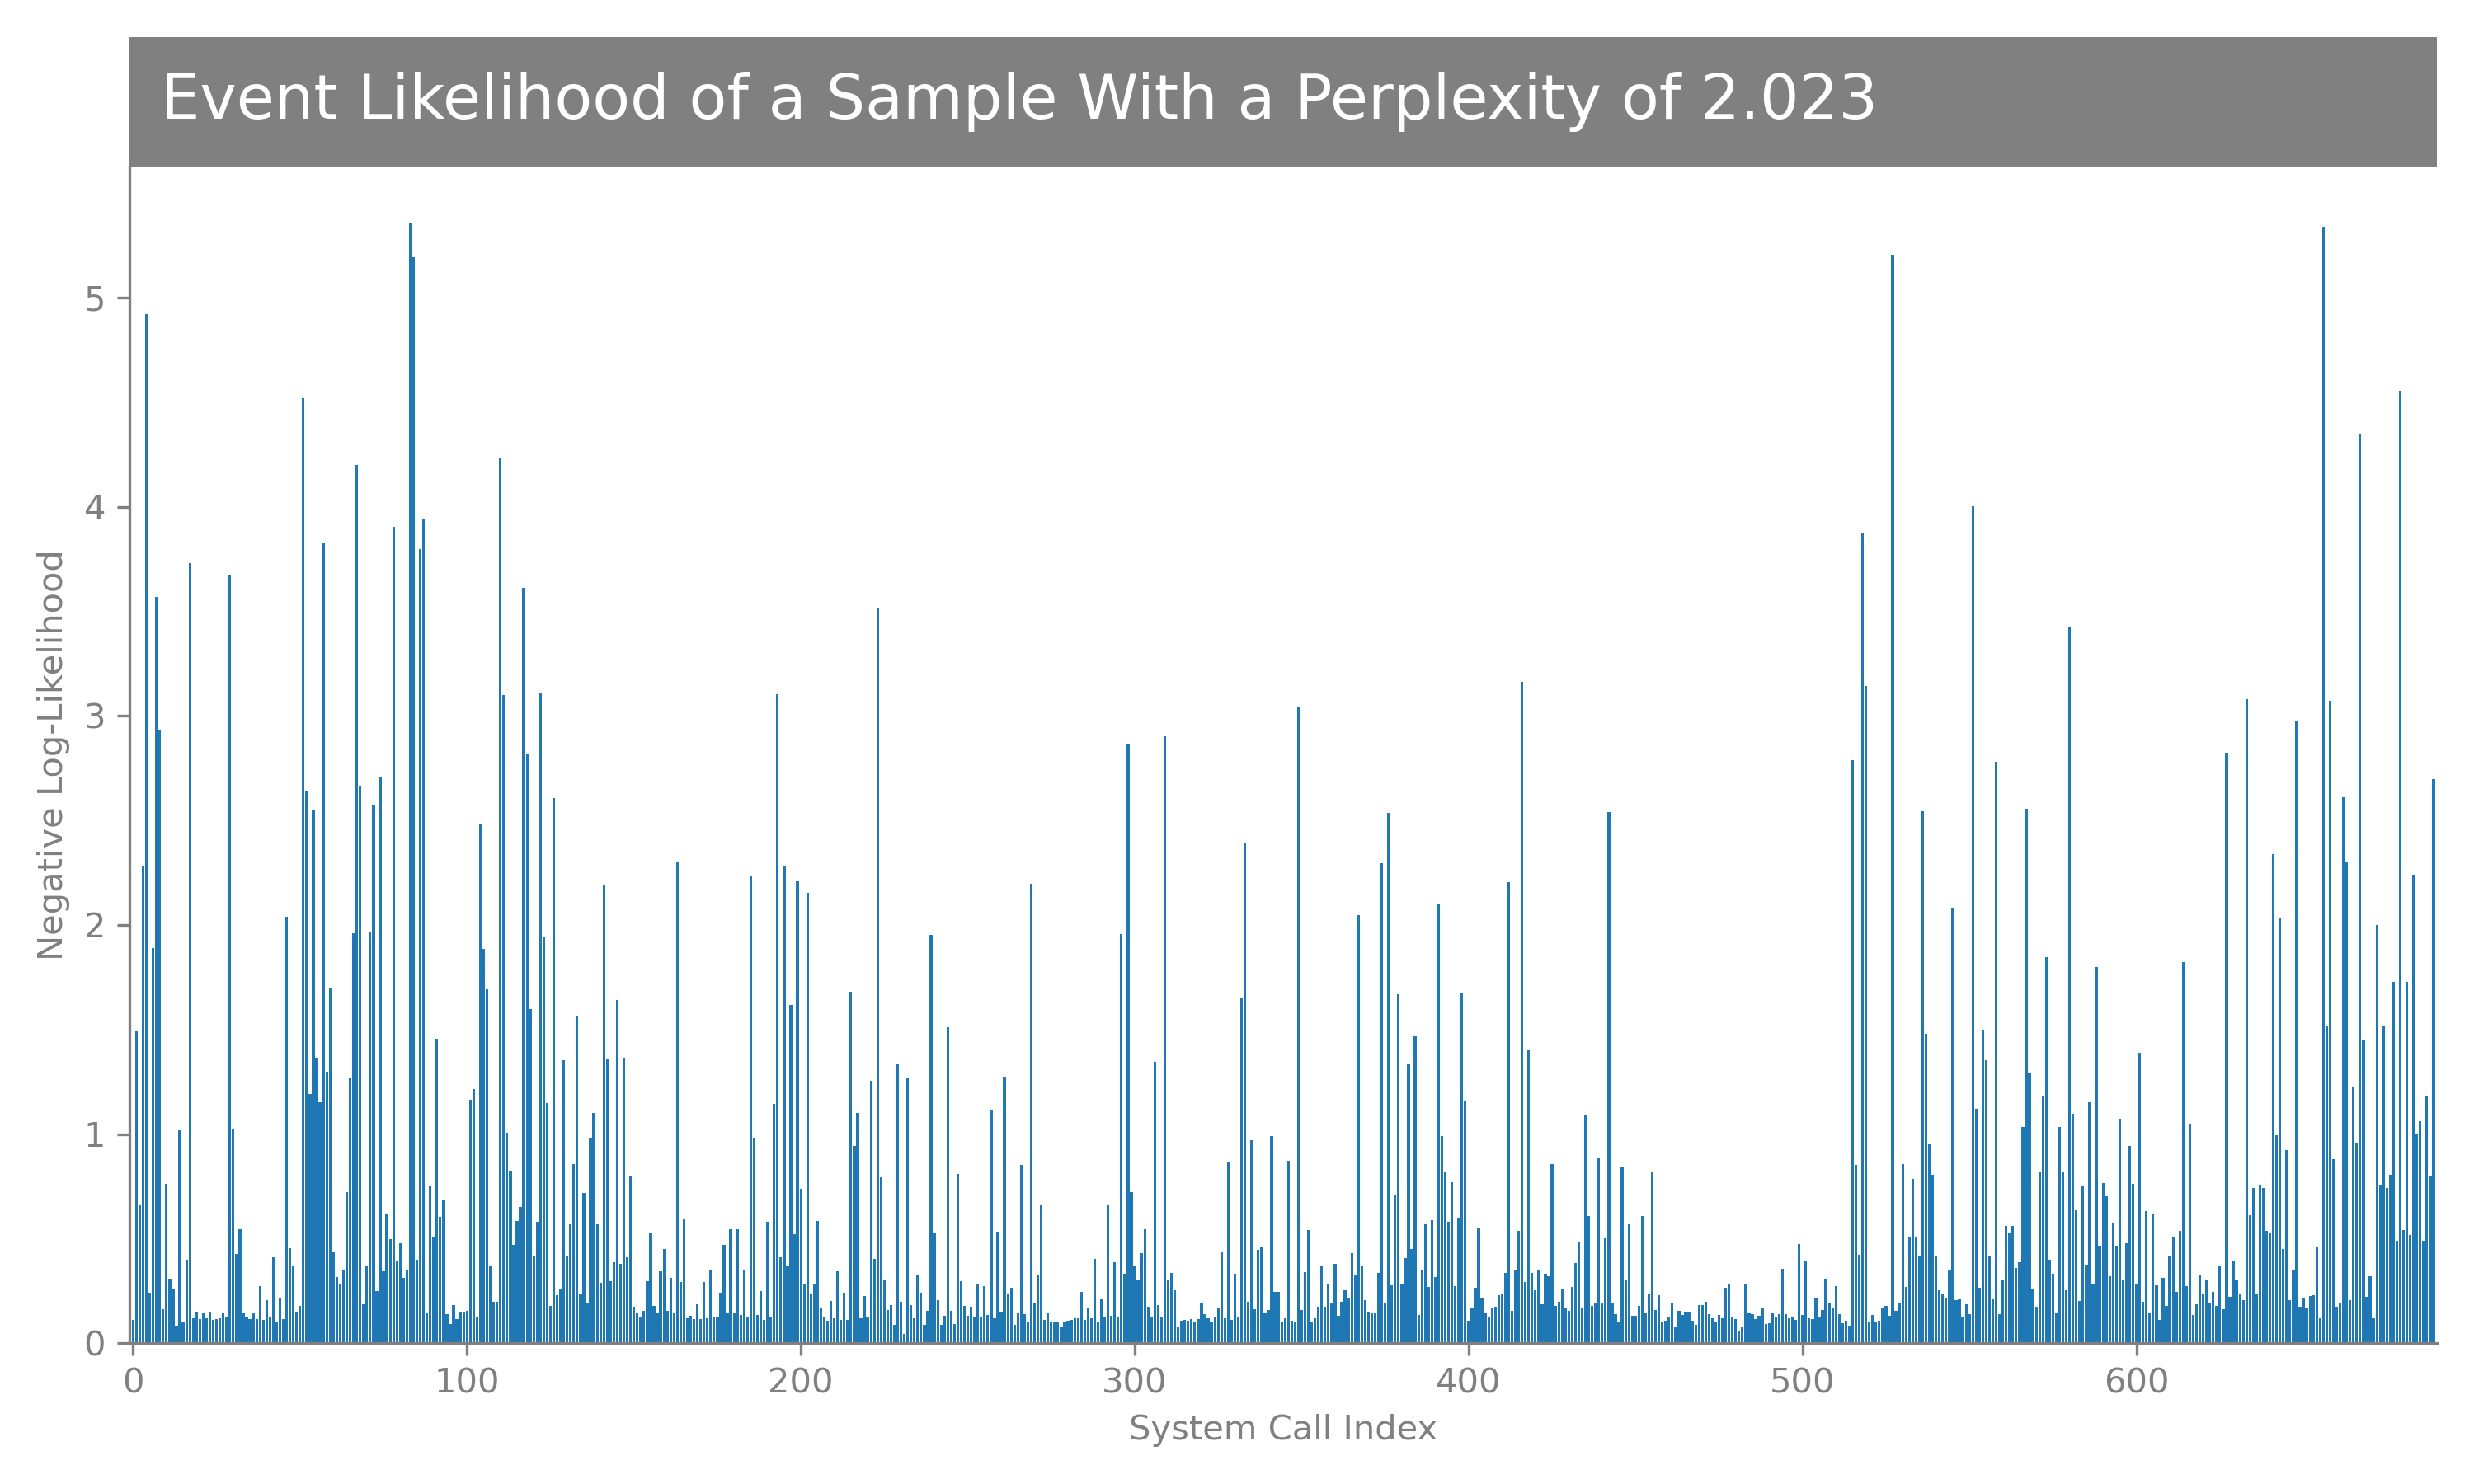 Event Likelihood of a Sample With a Perplexity of 2.023
5
4
3
2
1
0
Negative Log-Likelihood
0 100 200 300 400 500 600
System Call Index